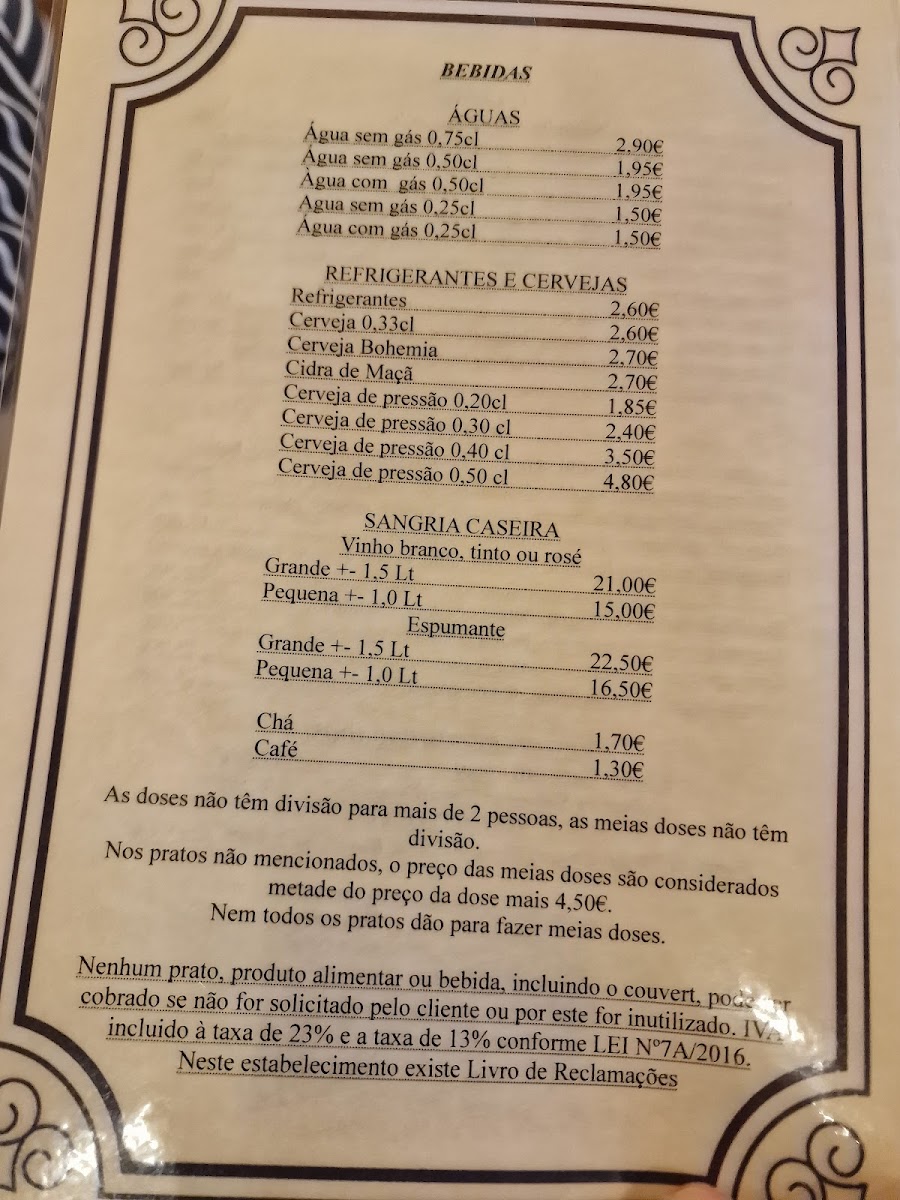 BEBIDAS
ÁGUAS
Água sem gás 0,75cl 2,90€
Água sem gás 0,50cl 1,95€
Àgua com gás 0,50cl 1,95€
Agua sem gás 0,25cl 1,50€
Água com gás 0,25cl 1,50€
REFRIGERANTES E CERVEJAS
Refrigerantes 2,60€
Cerveja 0,33cl 2,60€
Cerveja Bohemia 2,70€
Cidra de Maçã 2,70€
Cerveja de pressão 0,20cl 1,85€
Cerveja de pressão 0,30 cl 2,40€
Cerveja de pressão 0,40 cl 3,50€
Cerveja de pressão 0,50 cl 4,80€
SANGRIA CASEIRA
Vinho branco, tinto ou rosé
Grande +- 1,5 Lt 21,00€
Pequena +- 1,0 Lt 15,00€
Espumante
Grande +- 1,5 Lt 22,50€
Pequena +- 1,0 Lt 16,50€
Chá 1,70€
Café 1,30€
As doses não têm divisão para mais de 2 pessoas, as meias doses não têm
divisão.
Nos pratos não mencionados, o preço das meias doses são considerados
metade do preço da dose mais 4,50€.
Nem todos os pratos dão para fazer meias doses.
Nenhum prato, produto alimentar ou bebida, incluindo o couvert,
cobrado se não for solicitado pelo cliente ou por este for inutilizado. IVA
incluido à taxa de 23% e a taxa de 13% conforme LEI Nº7A/2016.
Neste estabelecimento existe Livro de Reclamações